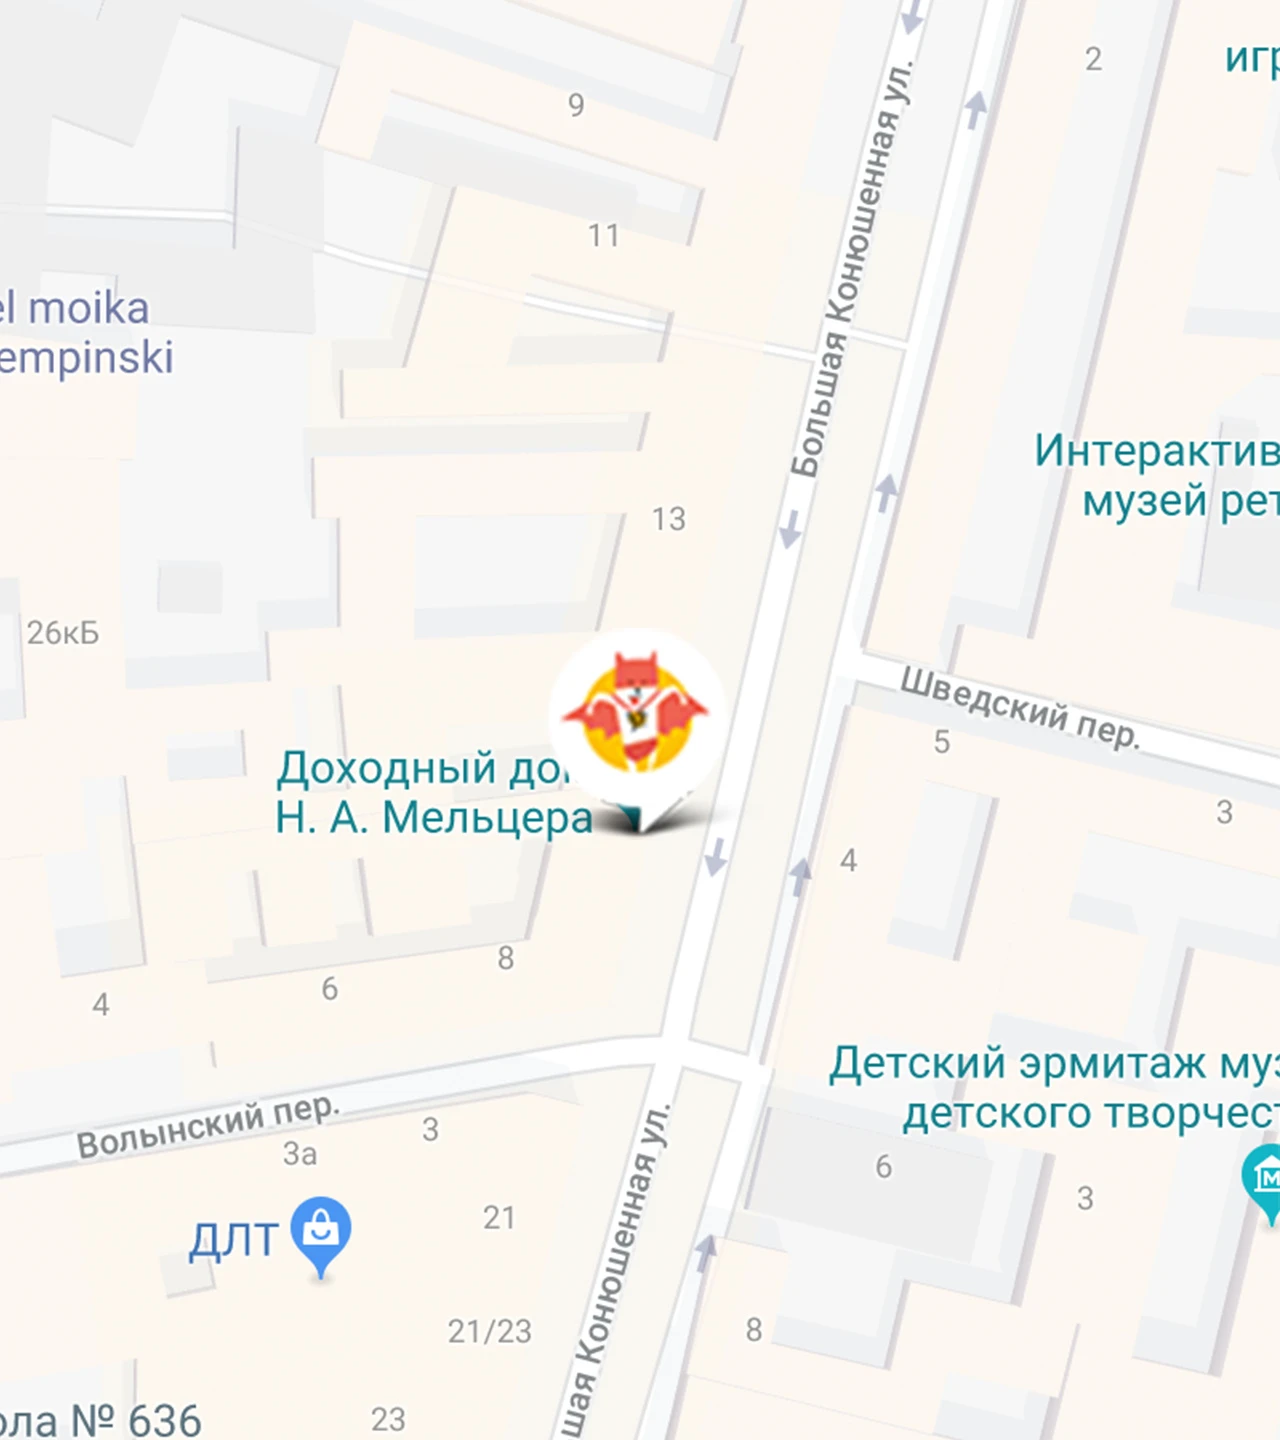 2
игр
9
Большая Конюшенная ул.
11
el moika
empinski
Интерактив
музей рет
13
26кБ
Шведский пер.
5
Доходный дом
Н. А. Мельцера
3
4
8
6
4
Детский эрмитаж муз
детского творчест
Волынский пер.
3
3а
6
3
21
ДЛТ
шая Конюшенная ул.
21/23
8
ола № 636
23